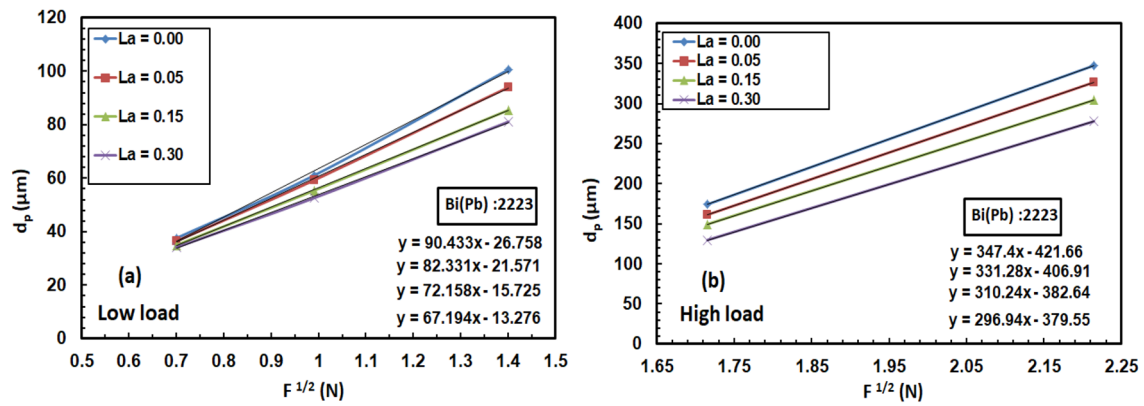 120
100
80
60
40
20
0
d_P (µm)
La = 0.00
La = 0.05
La = 0.15
La = 0.30
Bi(Pb) :2223
y = 90.433x - 26.758
y = 82.331x - 21.571
y = 72.158x - 15.725
y = 67.194x - 13.276
(a)
Low load
0.5 0.6 0.7 0.8 0.9 1 1.1 1.2 1.3 1.4 1.5
F ^1/2 (N)
400
350
300
250
200
150
100
50
0
d_P (µm)
La = 0.00
La = 0.05
La = 0.15
La = 0.30
Bi(Pb) :2223
y = 347.4x - 421.66
y = 331.28x - 406.91
y = 310.24x - 382.64
y = 296.94x - 379.55
(b)
High load
1.65 1.75 1.85 1.95 2.05 2.15 2.25
F ^1/2 (N)